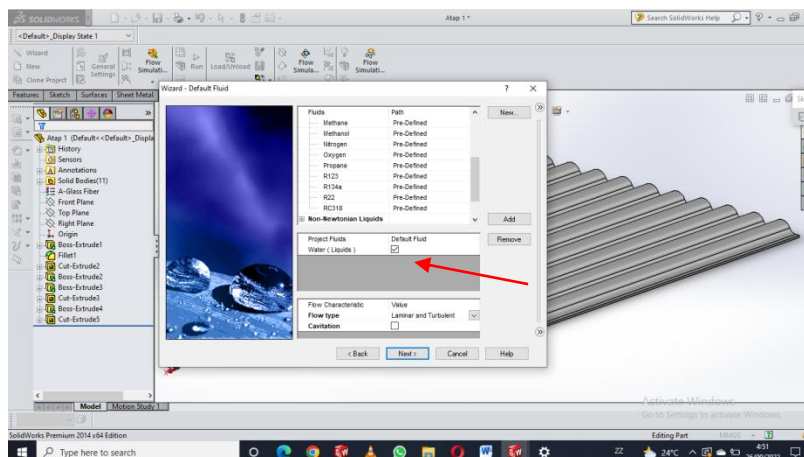 SOLIDWORKS
Atap 1 *
Search SolidWorks Help
<Default>_Display State 1
Wizard
New
Clone Project
General Settings
Flow Simulati...
Run
Load/Unload
Flow Simula...
Flow Simulati...
Features
Sketch
Surfaces
Sheet Metal
Wizard - Default Fluid
?
X
Atap 1 (Default<<Default>_Displa
History
Sensors
Annotations
Solid Bodies(11)
A-Glass Fiber
Front Plane
Top Plane
Right Plane
Origin
Boss-Extrude1
Fillet1
Cut-Extrude2
Boss-Extrude2
Boss-Extrude3
Cut-Extrude3
Boss-Extrude4
Cut-Extrude5
Fluids Path
Methane Pre-Defined
Methanol Pre-Defined
Nitrogen Pre-Defined
Oxygen Pre-Defined
Propane Pre-Defined
R123 Pre-Defined
R134a Pre-Defined
R22 Pre-Defined
RC318 Pre-Defined
Non-Newtonian Liquids
New...
Add
Remove
Project Fluids Default Fluid
Water ( Liquids )
Flow Characteristic Value
Flow type Laminar and Turbulent
Cavitation
< Back
Next >
Cancel
Help
Activate Windows
Go to Settings to activate Windows.
Model
Motion Study 1
SolidWorks Premium 2014 x64 Edition
Editing Part
MMGS
Type here to search
24°C
4:51
26/09/2022